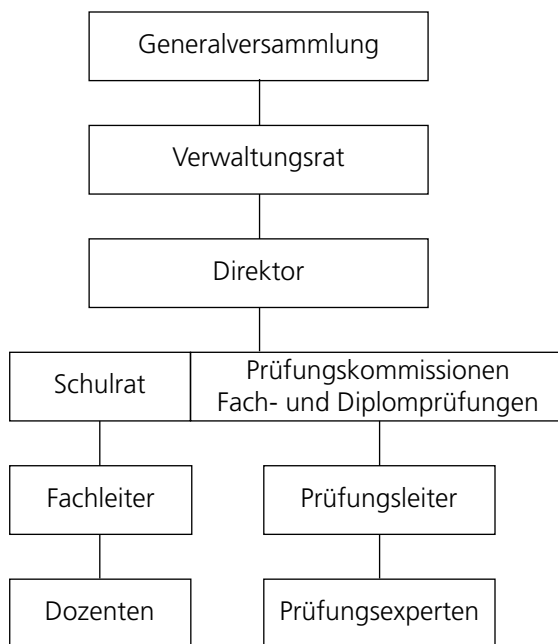 Generalversammlung
Verwaltungsrat
Direktor
Schulrat
Prüfungskommissionen
Fach- und Diplomprüfungen
Fachleiter
Prüfungsleiter
Dozenten
Prüfungsexperten